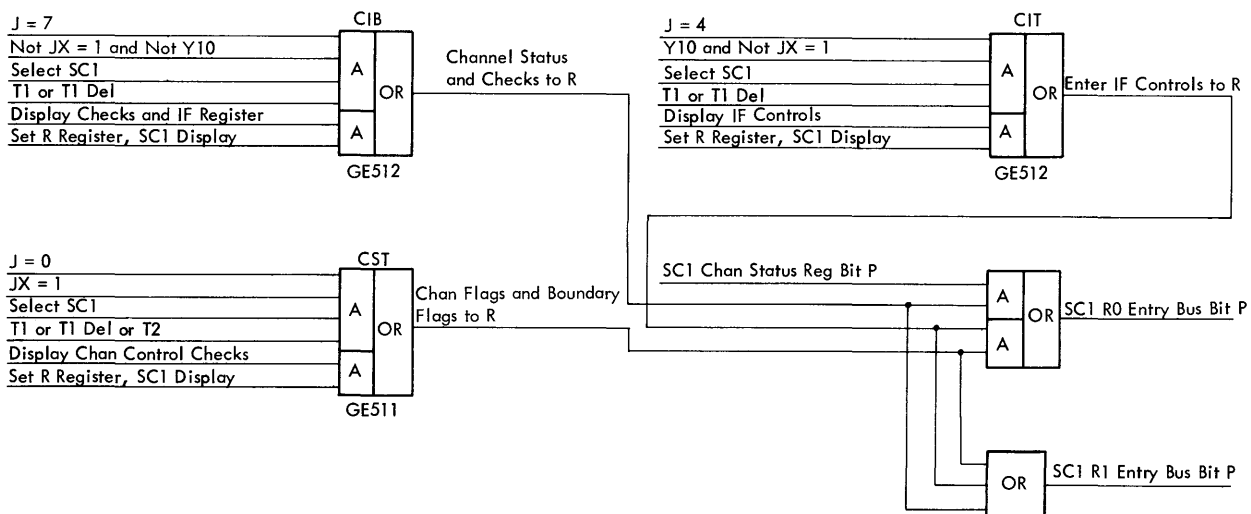 CIB
J = 7
Not JX = 1 and Not Y10
Select SC1
T1 or T1 Del
Display Checks and IF Register
Set R Register, SC1 Display
A
OR
A
GE512
Channel Status
and Checks to R
CIT
J = 4
Y10 and Not JX = 1
Select SC1
T1 or T1 Del
Display IF Controls
Set R Register, SC1 Display
A
OR
A
GE512
Enter IF Controls to R
CST
J = 0
JX = 1
Select SC1
T1 or T1 Del or T2
Display Chan Control Checks
Set R Register, SC1 Display
A
OR
A
GE511
Chan Flags and Boundary
Flags to R
SC1 Chan Status Reg Bit P
A
OR
A
SC1 R0 Entry Bus Bit P
OR
SC1 R1 Entry Bus Bit P